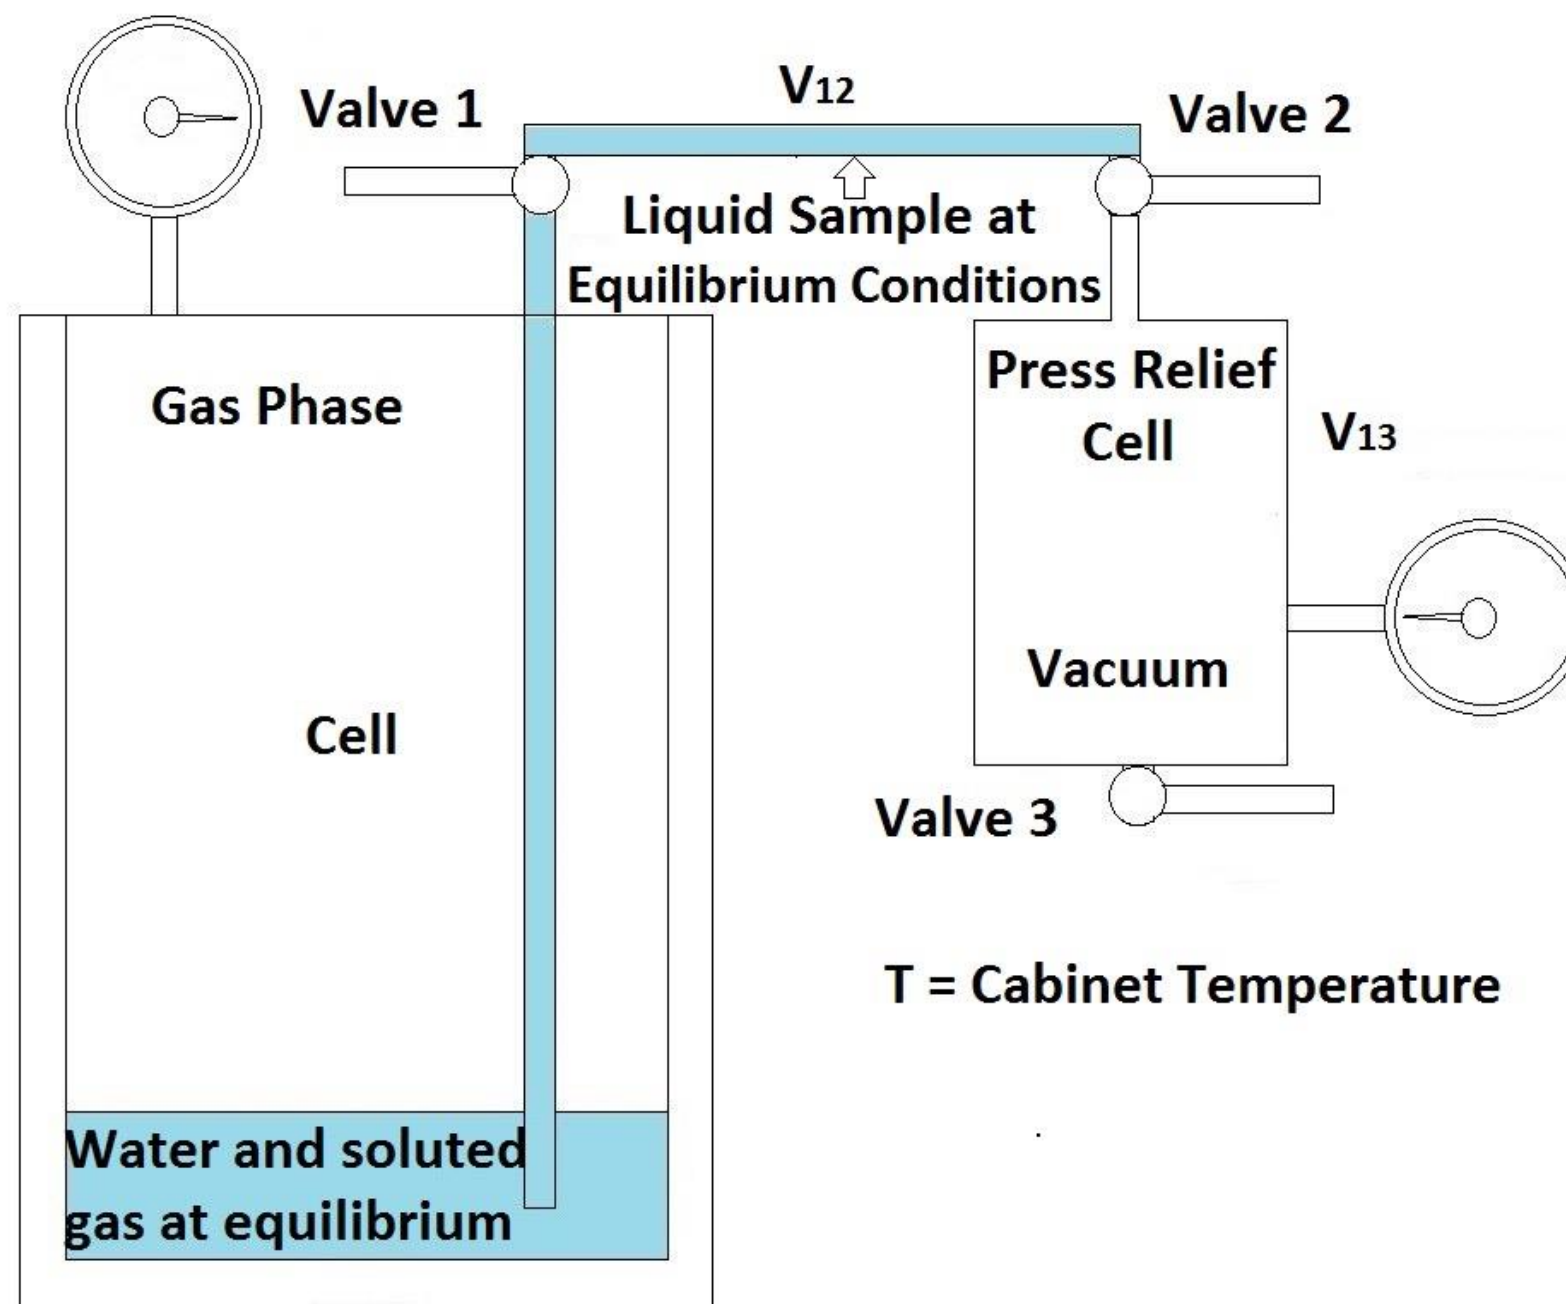 Valve 1
V12
Valve 2
Liquid Sample at
Equilibrium Conditions
Gas Phase
Press Relief
Cell
V13
Vacuum
Cell
Valve 3
T = Cabinet Temperature
Water and soluted
gas at equilibrium